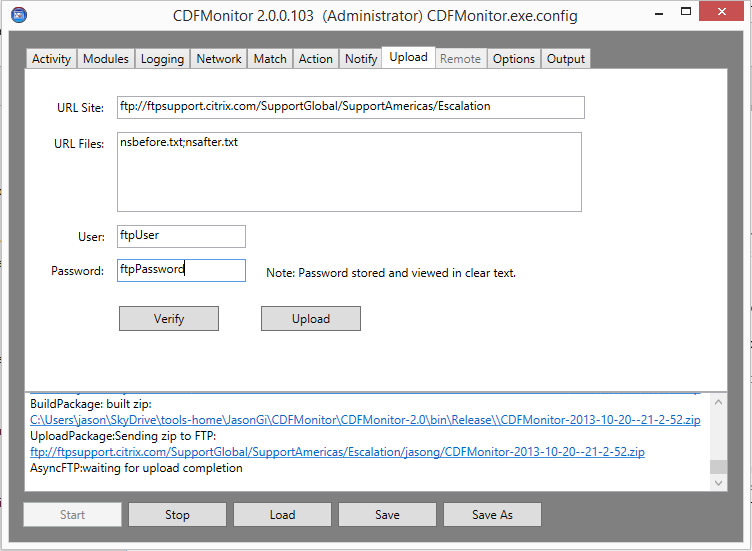 CDFMonitor 2.0.0.103 (Administrator) CDFMonitor.exe.config
Activity Modules Logging Network Match Action Notify Upload Remote Options Output
URL Site: ftp://ftpsupport.citrix.com/SupportGlobal/SupportAmericas/Escalation
URL Files: nsbefore.txt;nsafter.txt
User: ftpUser
Password: ftpPassword Note: Password stored and viewed in clear text.
Verify Upload
BuildPackage: built zip:
C:\Users\jason\SkyDrive\tools-home\JasonGi\CDFMonitor\CDFMonitor-2.0\bin\Release\\CDFMonitor-2013-10-20--21-2-52.zip
UploadPackage:Sending zip to FTP:
ftp://ftpsupport.citrix.com/SupportGlobal/SupportAmericas/Escalation/jasong/CDFMonitor-2013-10-20--21-2-52.zip
AsyncFTP:waiting for upload completion
Start Stop Load Save Save As